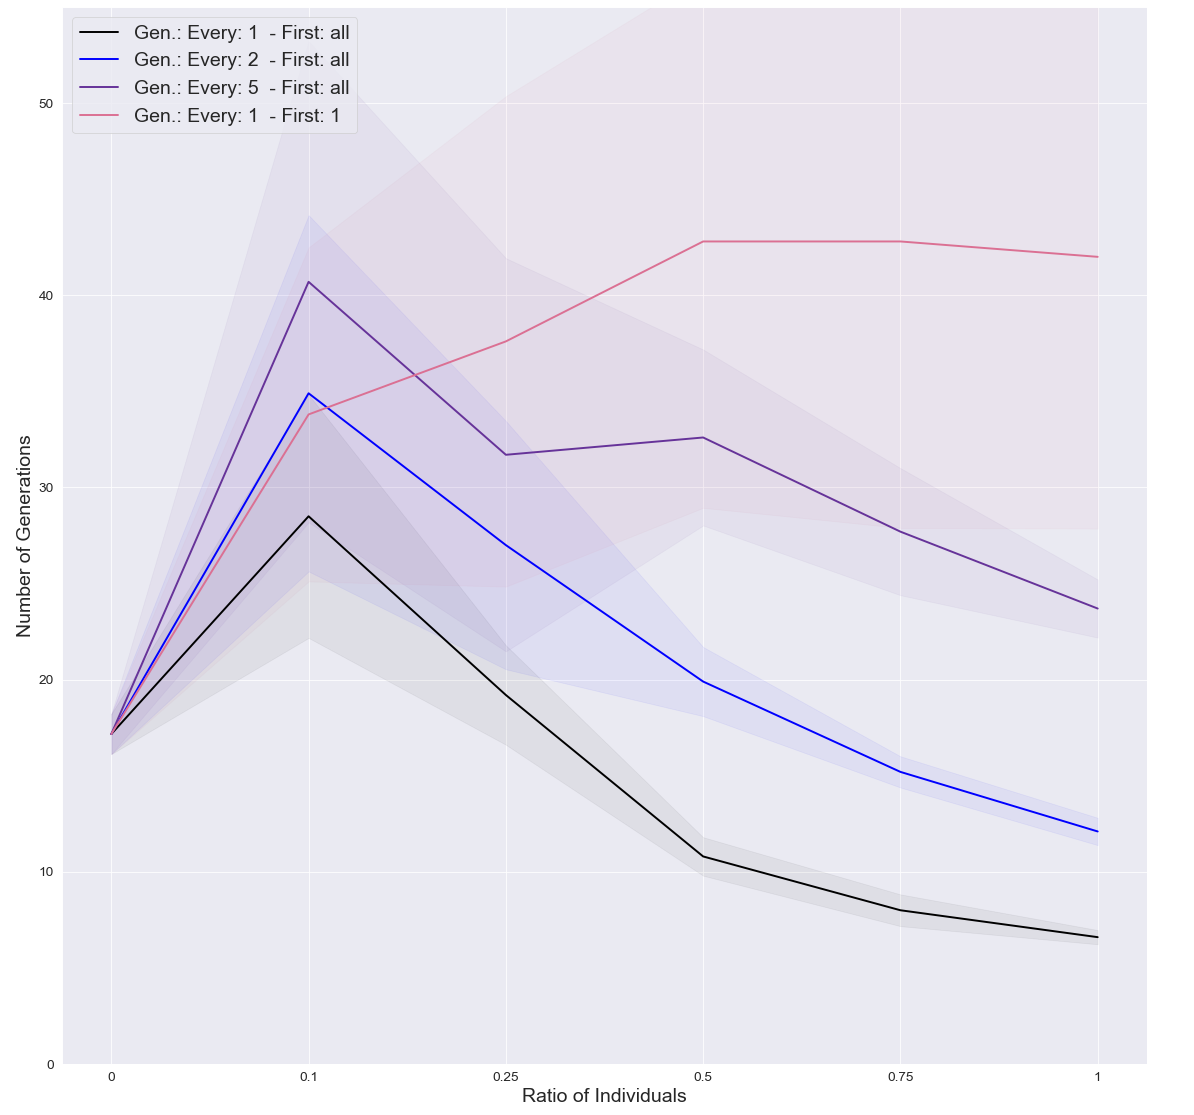 Gen.: Every: 1  - First: all
Gen.: Every: 2  - First: all
Gen.: Every: 5  - First: all
Gen.: Every: 1  - First: 1
50
40
30
20
10
0
Number of Generations
0 0.1 0.25 0.5 0.75 1
Ratio of Individuals